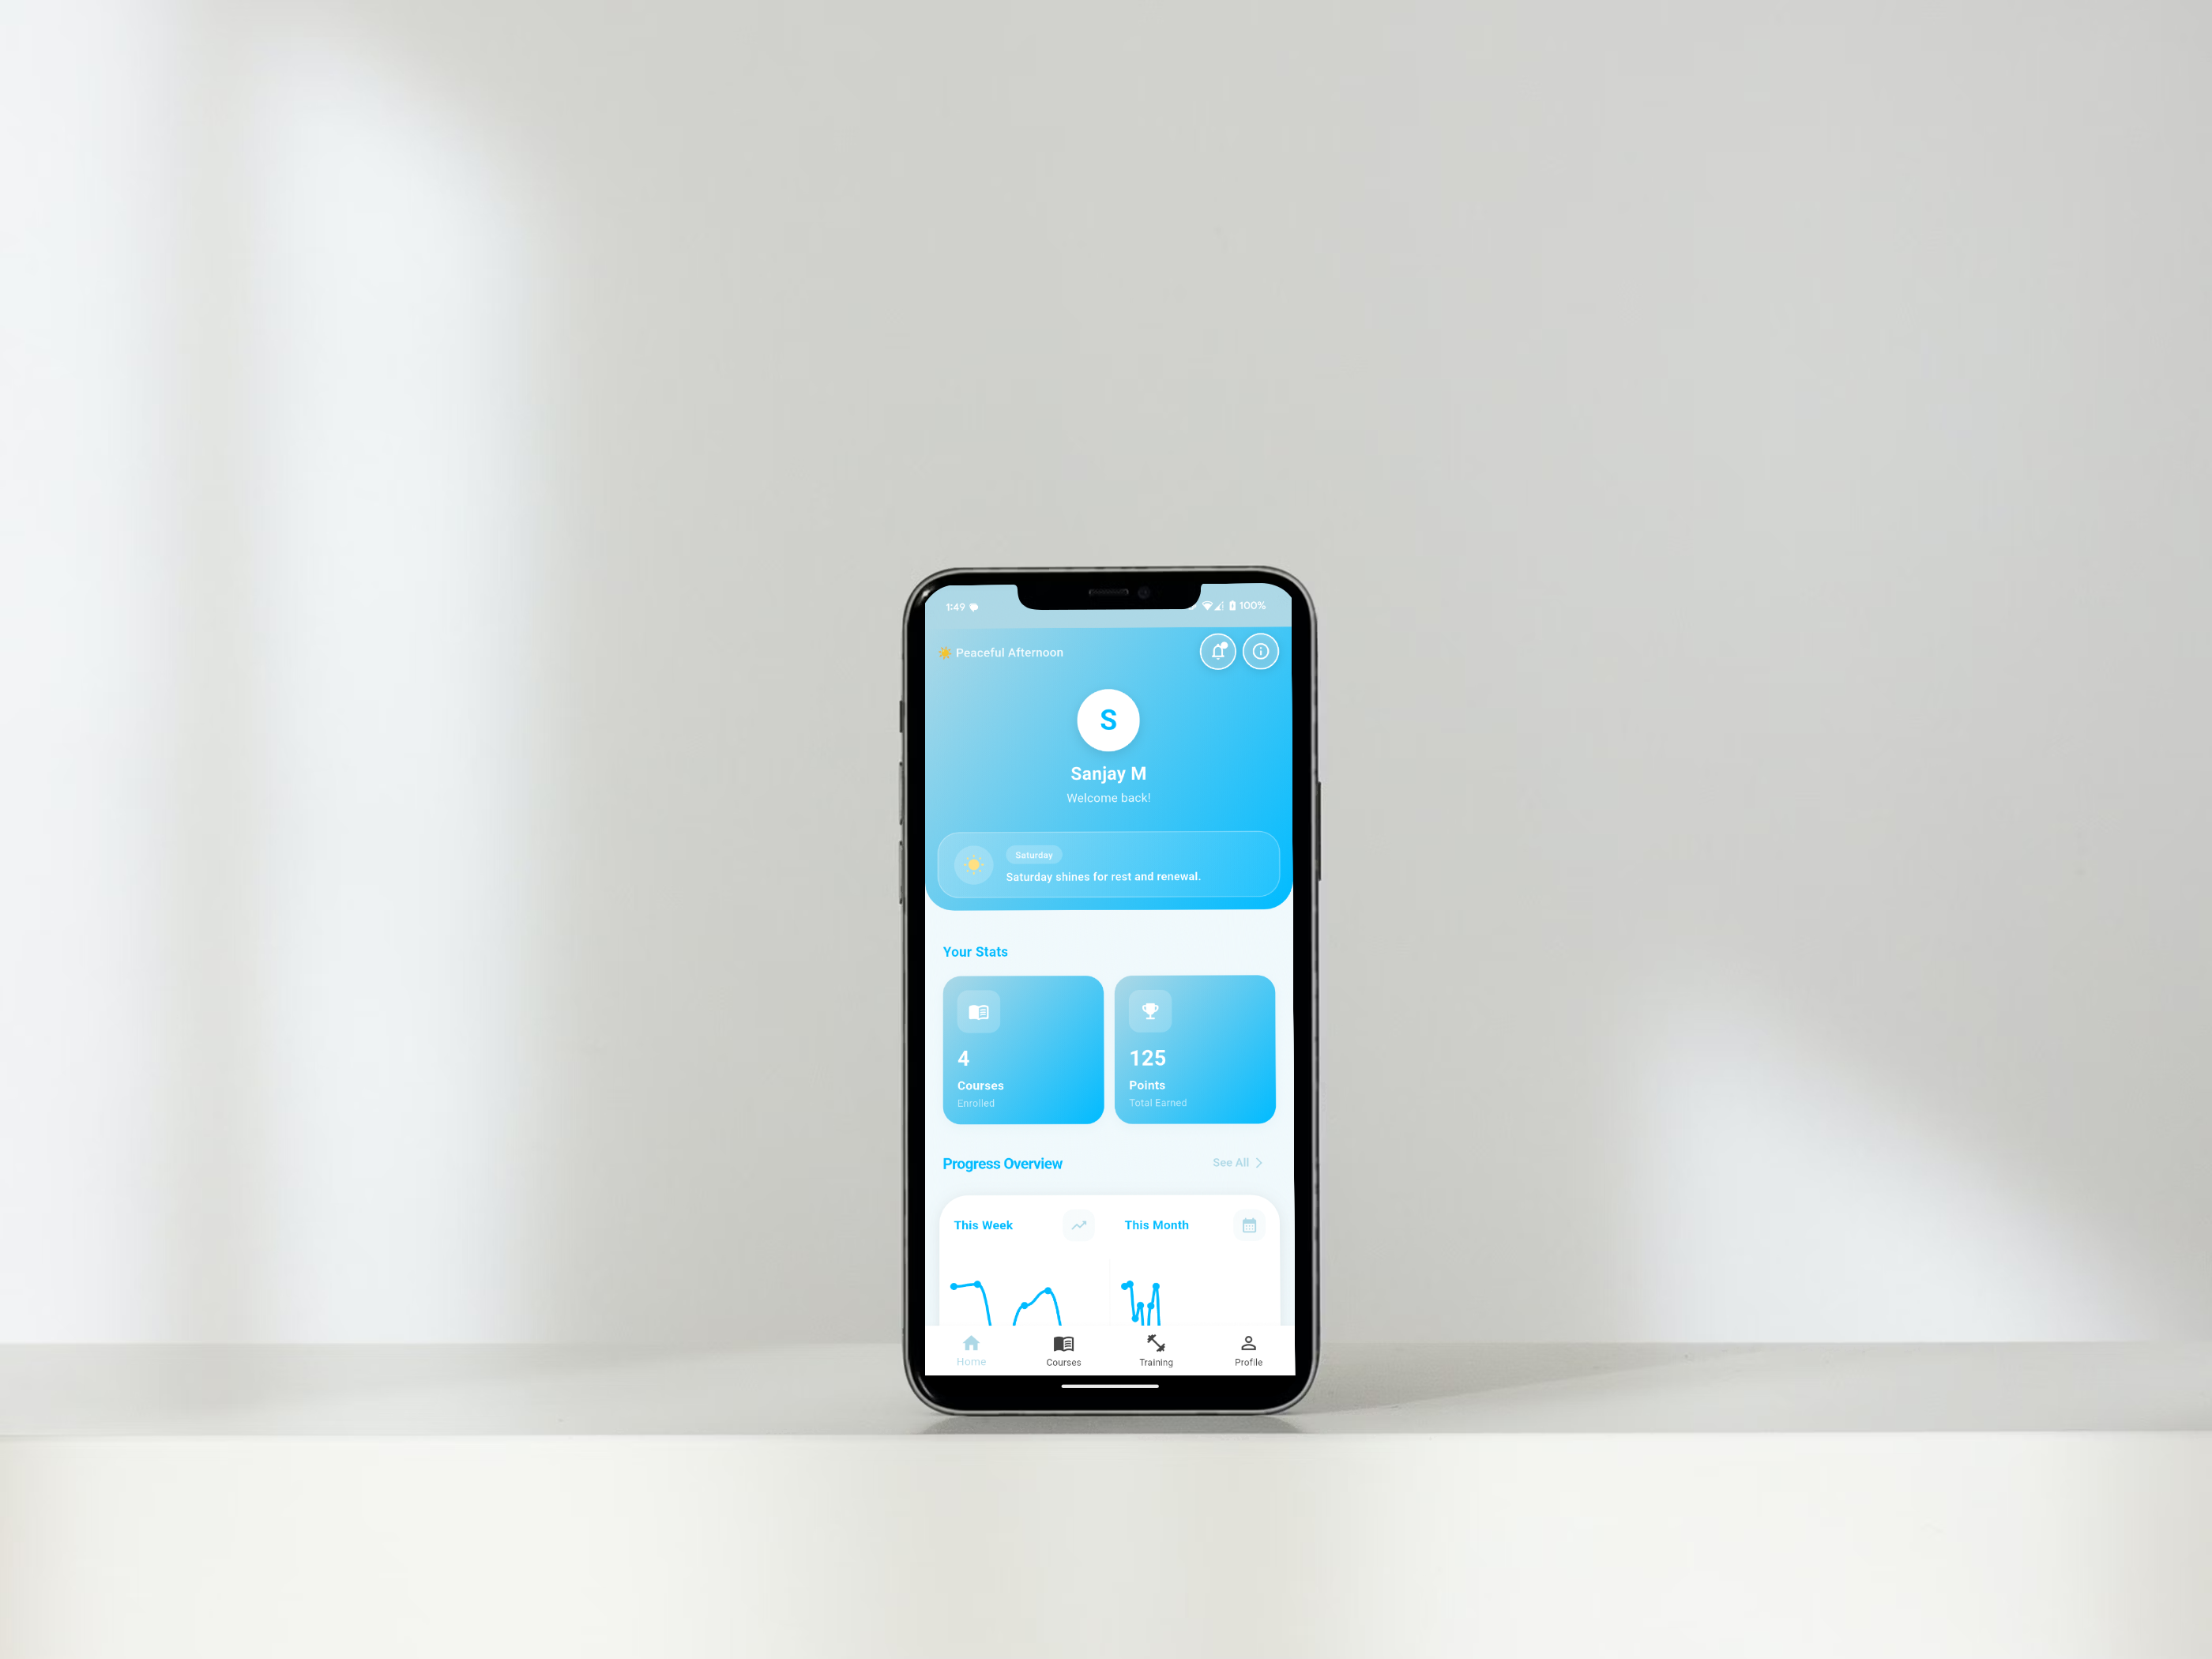 1:49 100%
☀️ Peaceful Afternoon
S
Sanjay M
Welcome back!
Saturday
Saturday shines for rest and renewal.
Your Stats
4
Courses
Enrolled
125
Points
Total Earned
Progress Overview
See All
This Week
This Month
Home
Courses
Training
Profile